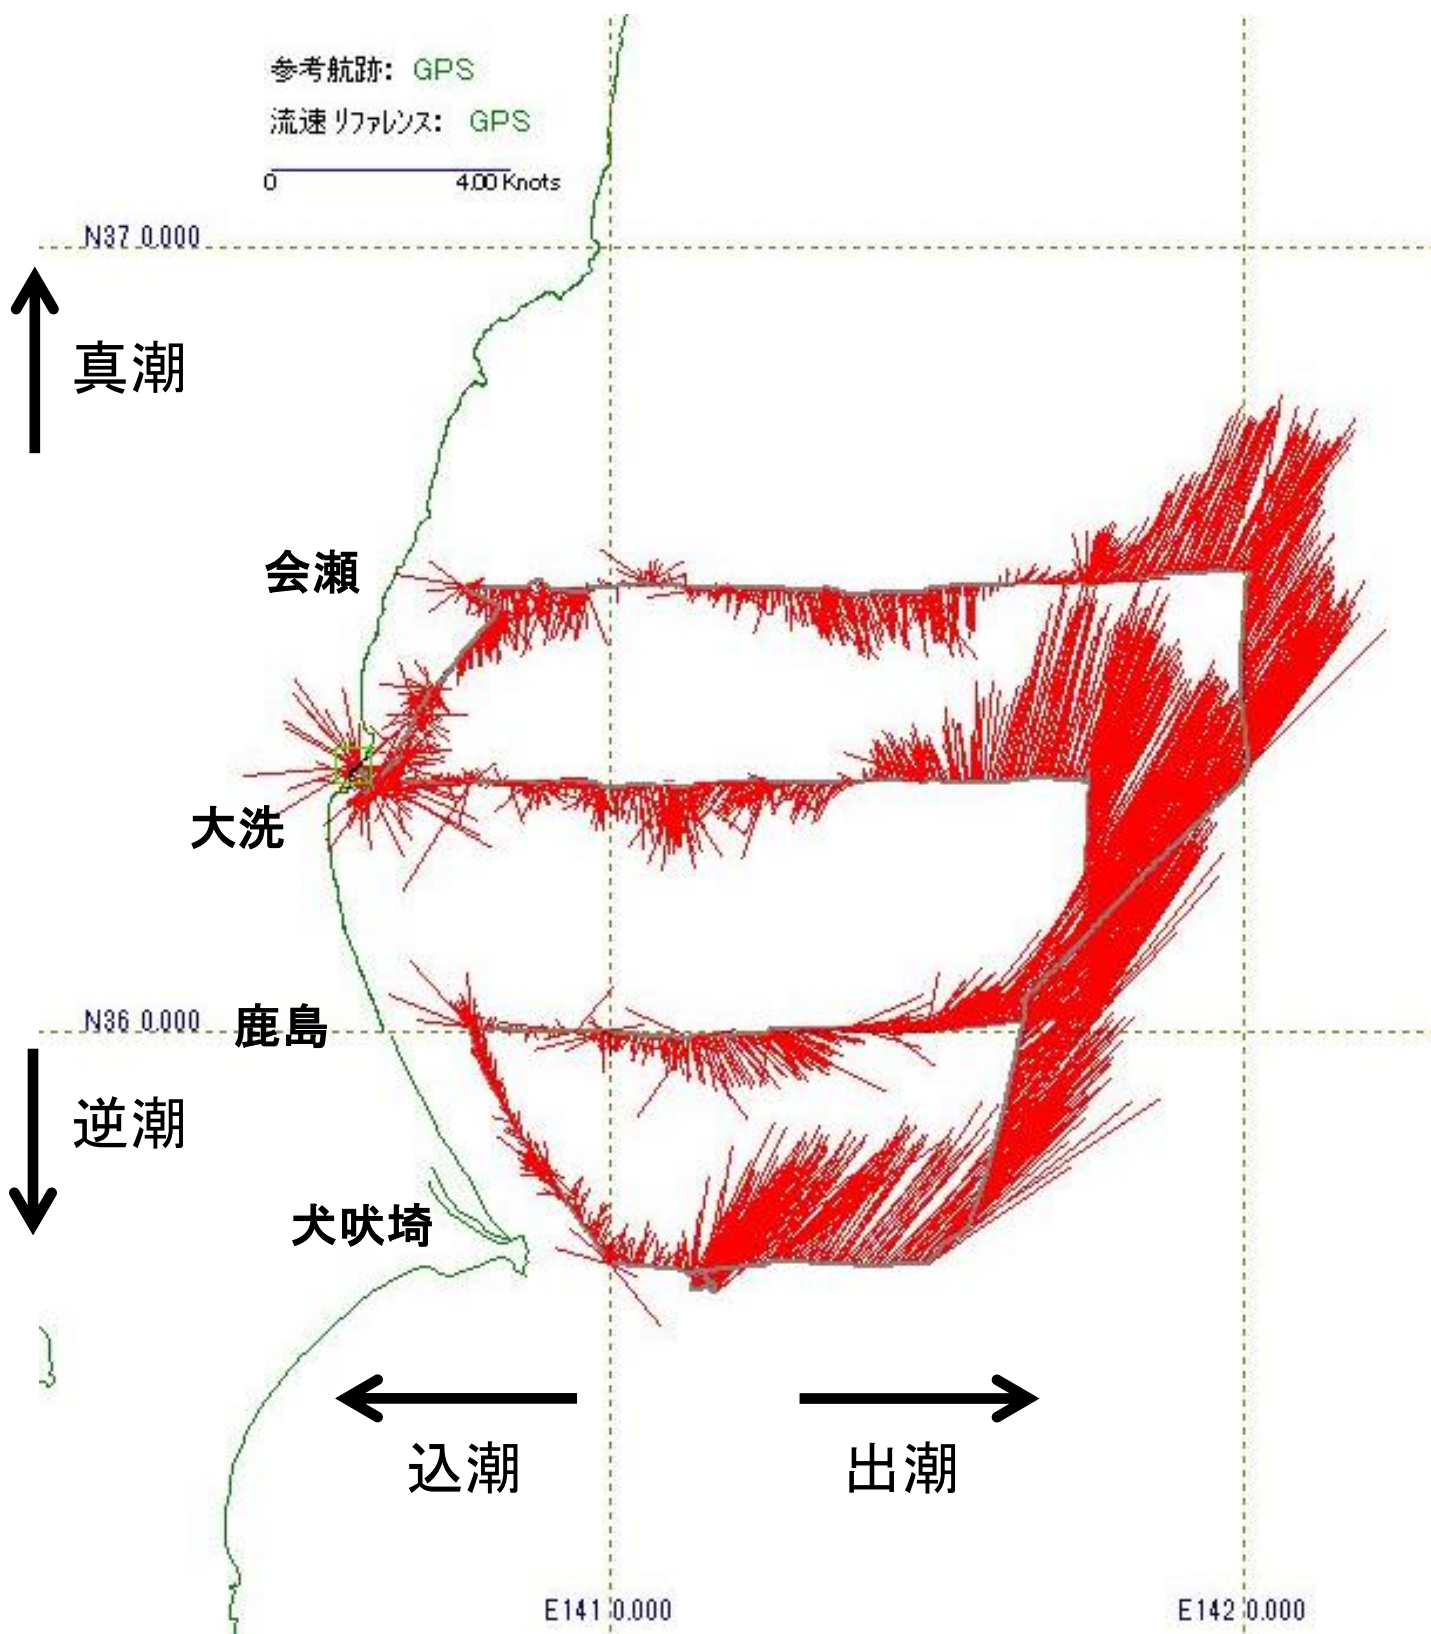 参考航跡: GPS
流速 リファレンス: GPS
0 4.00 Knots
N37 0.000
真潮
会瀬
大洗
N36 0.000
鹿島
逆潮
犬吠埼
込潮
出潮
E141 0.000
E142 0.000